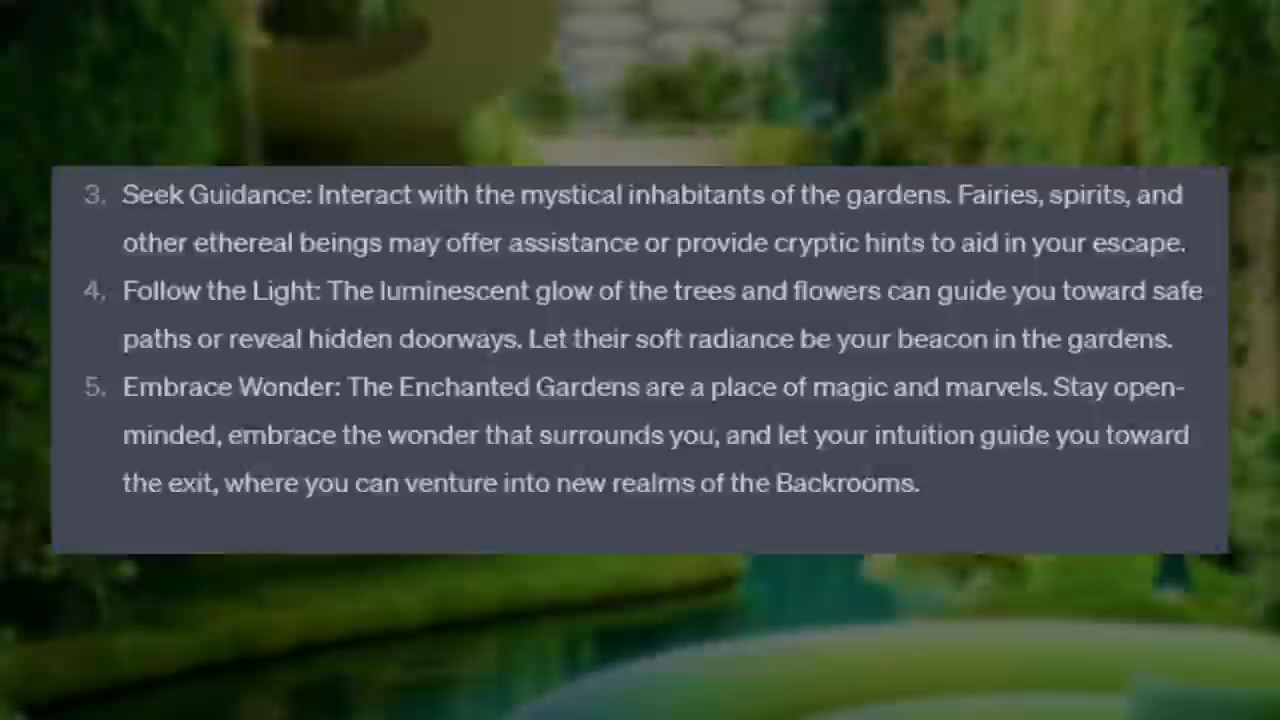 3. Seek Guidance: Interact with the mystical inhabitants of the gardens. Fairies, spirits, and
other ethereal beings may offer assistance or provide cryptic hints to aid in your escape.
4. Follow the Light: The luminescent glow of the trees and flowers can guide you toward safe
paths or reveal hidden doorways. Let their soft radiance be your beacon in the gardens.
5. Embrace Wonder: The Enchanted Gardens are a place of magic and marvels. Stay open-
minded, embrace the wonder that surrounds you, and let your intuition guide you toward
the exit, where you can venture into new realms of the Backrooms.